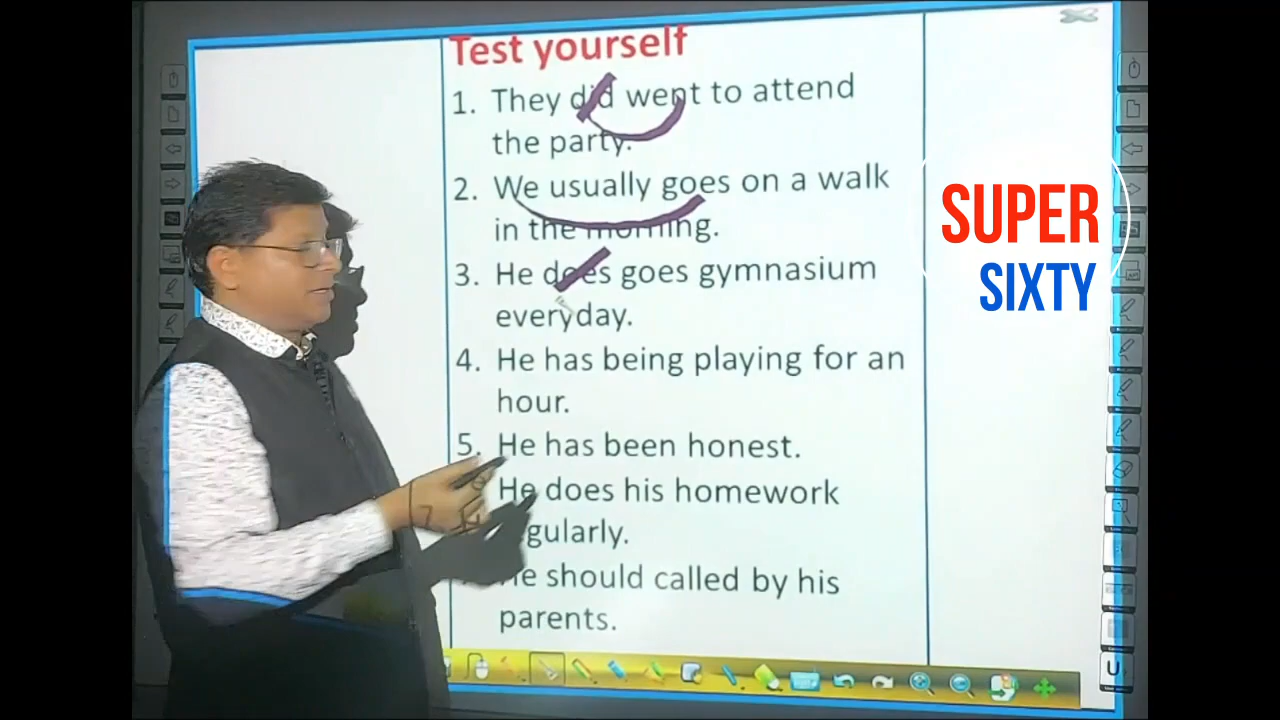 Test yourself
1. They did went to attend
the party.
2. We usually goes on a walk
in the morning.
3. He does goes gymnasium
everyday.
4. He has being playing for an
hour.
5. He has been honest.
He does his homework
gularly.
He should called by his
parents.
SUPER
SIXTY